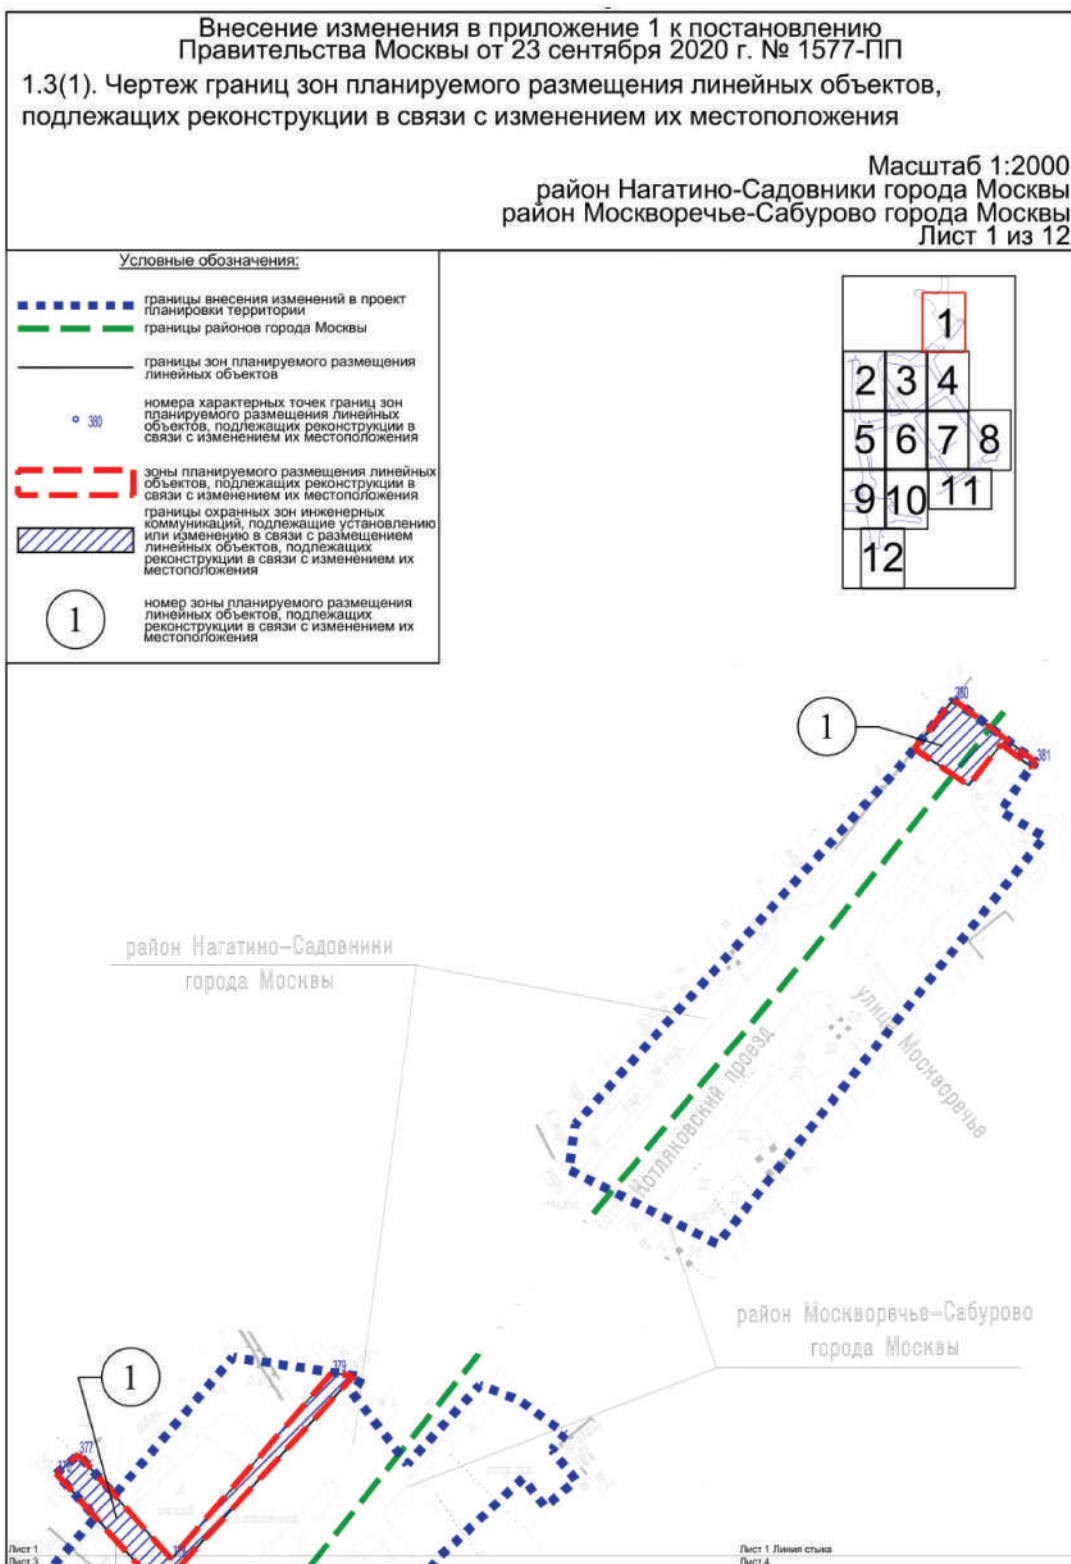 Внесение изменения в приложение 1 к постановлению
Правительства Москвы от 23 сентября 2020 г. № 1577-ПП
1.3(1). Чертеж границ зон планируемого размещения линейных объектов,
подлежащих реконструкции в связи с изменением их местоположения
Масштаб 1:2000
район Нагатино-Садовники города Москвы
район Москворечье-Сабурово города Москвы
Лист 1 из 12
Условные обозначения:
границы внесения изменений в проект
планировки территории
границы районов города Москвы
границы зон планируемого размещения
линейных объектов
380
номера характерных точек границ зон
планируемого размещения линейных
объектов, подлежащих реконструкции в
связи с изменением их местоположения
зоны планируемого размещения линейных
объектов, подлежащих реконструкции в
связи с изменением их местоположения
границы охранных зон инженерных
коммуникаций, подлежащие установлению
или изменению в связи с размещением
линейных объектов, подлежащих
реконструкции в связи с изменением их
местоположения
1
номер зоны планируемого размещения
линейных объектов, подлежащих
реконструкции в связи с изменением их
местоположения
1
2 3 4
5 6 7 8
9 10 11
12
380
1
381
район Нагатино-Садовники
города Москвы
улица Москворечье
Котляковский проезд
район Москворечье-Сабурово
города Москвы
379
1
377
Лист 1
Лист 3
Лист 1 Линия стыка
Лист 4